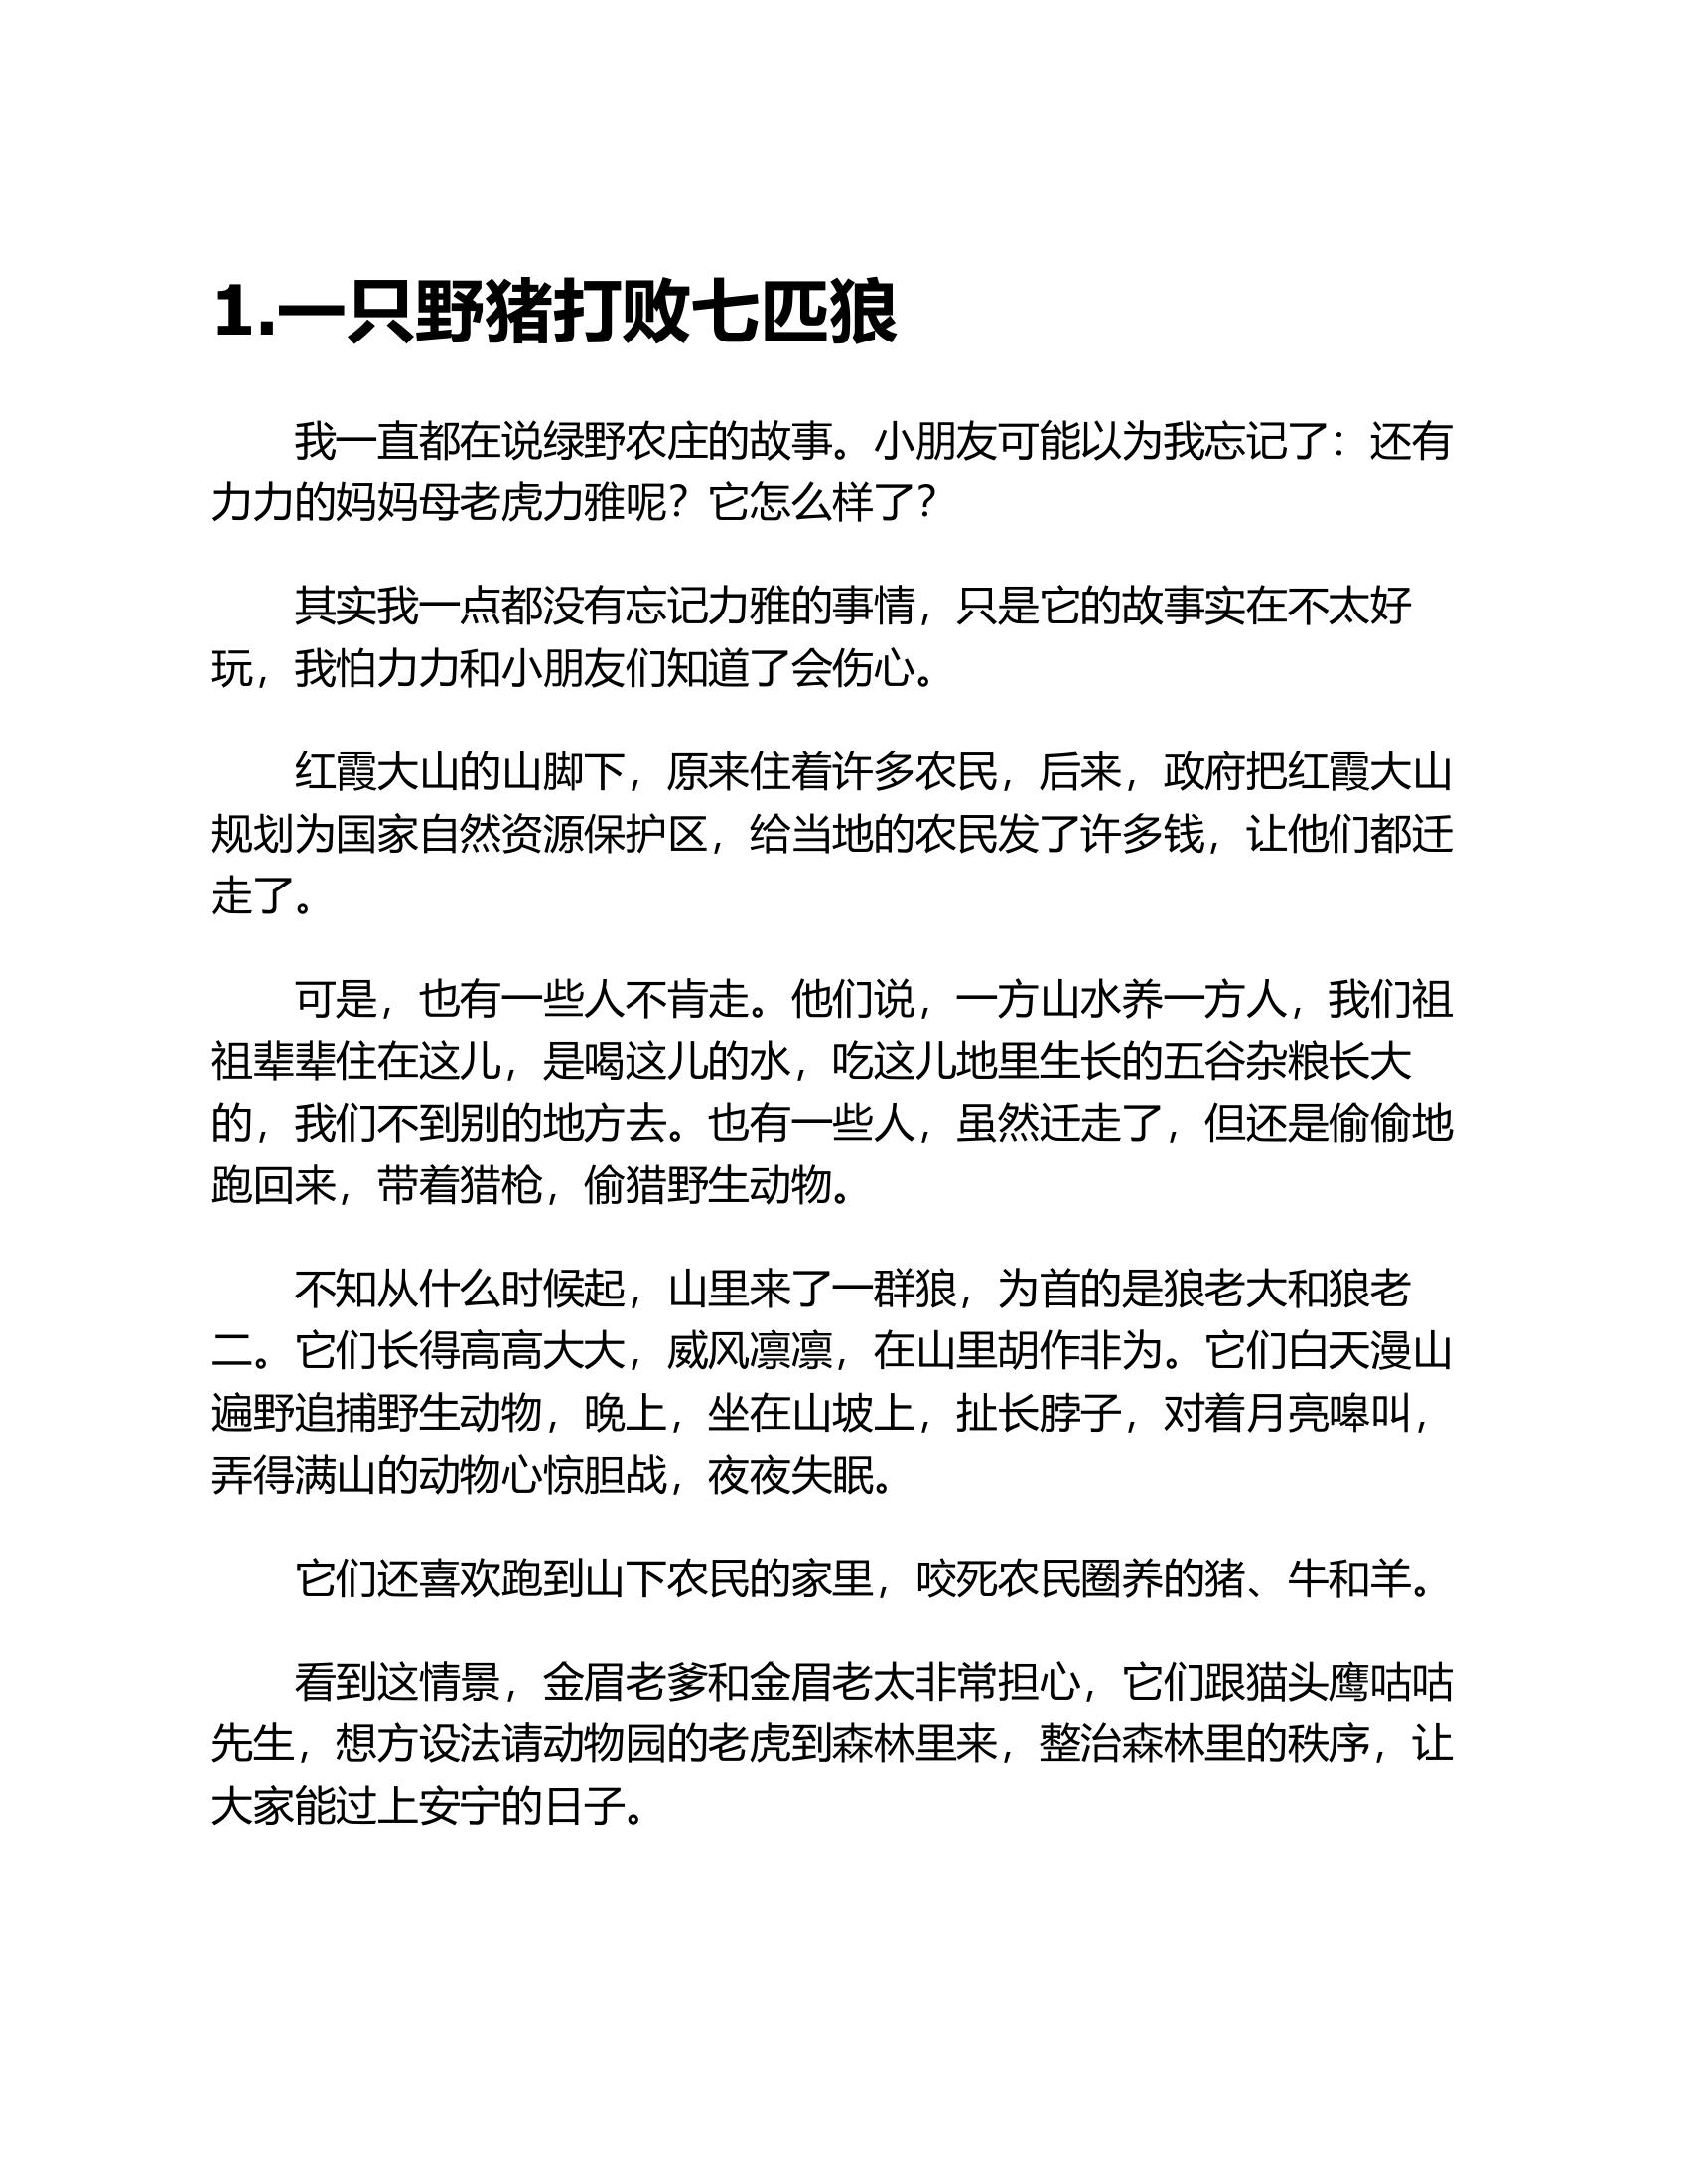 1.一只野猪打败七匹狼
我一直都在说绿野农庄的故事。小朋友可能以为我忘记了：还有
力力的妈妈母老虎力雅呢？它怎么样了？
其实我一点都没有忘记力雅的事情，只是它的故事实在不太好
玩，我怕力力和小朋友们知道了会伤心。
红霞大山的山脚下，原来住着许多农民，后来，政府把红霞大山
规划为国家自然资源保护区，给当地的农民发了许多钱，让他们都迁
走了。
可是，也有一些人不肯走。他们说，一方山水养一方人，我们祖
祖辈辈住在这儿，是喝这儿的水，吃这儿地里生长的五谷杂粮长大
的，我们不到别的地方去。也有一些人，虽然迁走了，但还是偷偷地
跑回来，带着猎枪，偷猎野生动物。
不知从什么时候起，山里来了一群狼，为首的是狼老大和狼老
二。它们长得高高大大，威风凛凛，在山里胡作非为。它们白天漫山
遍野追捕野生动物，晚上，坐在山坡上，扯长脖子，对着月亮嗥叫，
弄得满山的动物心惊胆战，夜夜失眠。
它们还喜欢跑到山下农民的家里，咬死农民圈养的猪、牛和羊。
看到这情景，金眉老爹和金眉老太非常担心，它们跟猫头鹰咕咕
先生，想方设法请动物园的老虎到森林里来，整治森林里的秩序，让
大家能过上安宁的日子。